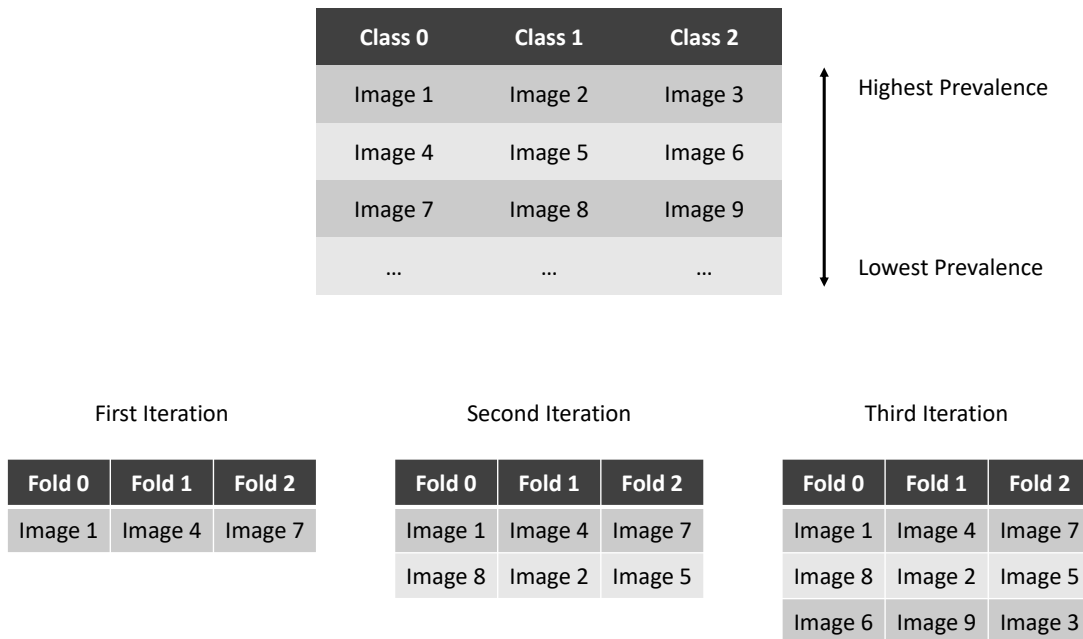 Class 0 Class 1 Class 2
Image 1 Image 2 Image 3 Highest Prevalence
Image 4 Image 5 Image 6
Image 7 Image 8 Image 9
... ... ... Lowest Prevalence
First Iteration
Fold 0 Fold 1 Fold 2
Image 1 Image 4 Image 7
Second Iteration
Fold 0 Fold 1 Fold 2
Image 1 Image 4 Image 7
Image 8 Image 2 Image 5
Third Iteration
Fold 0 Fold 1 Fold 2
Image 1 Image 4 Image 7
Image 8 Image 2 Image 5
Image 6 Image 9 Image 3